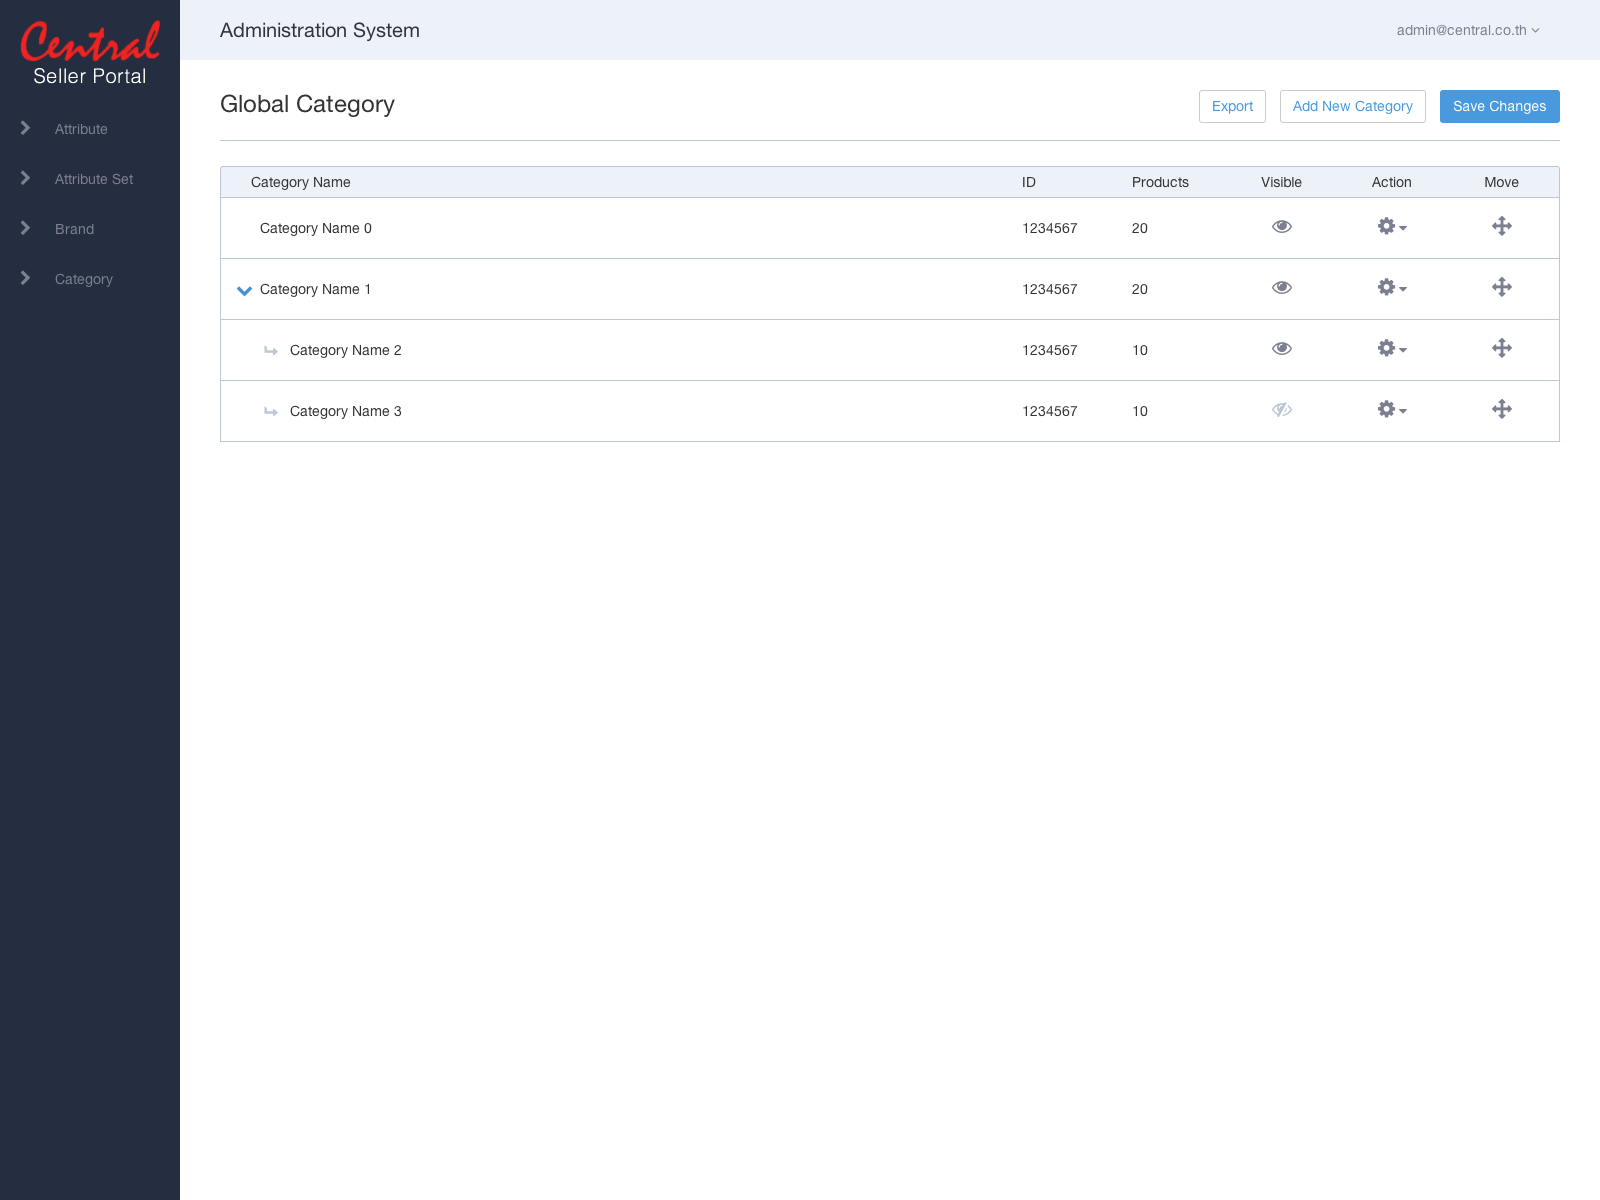 Central
Seller Portal
Attribute
Attribute Set
Brand
Category
Administration System
admin@central.co.th
Global Category
Export
Add New Category
Save Changes
Category Name ID Products Visible Action Move
Category Name 0 1234567 20
Category Name 1 1234567 20
Category Name 2 1234567 10
Category Name 3 1234567 10